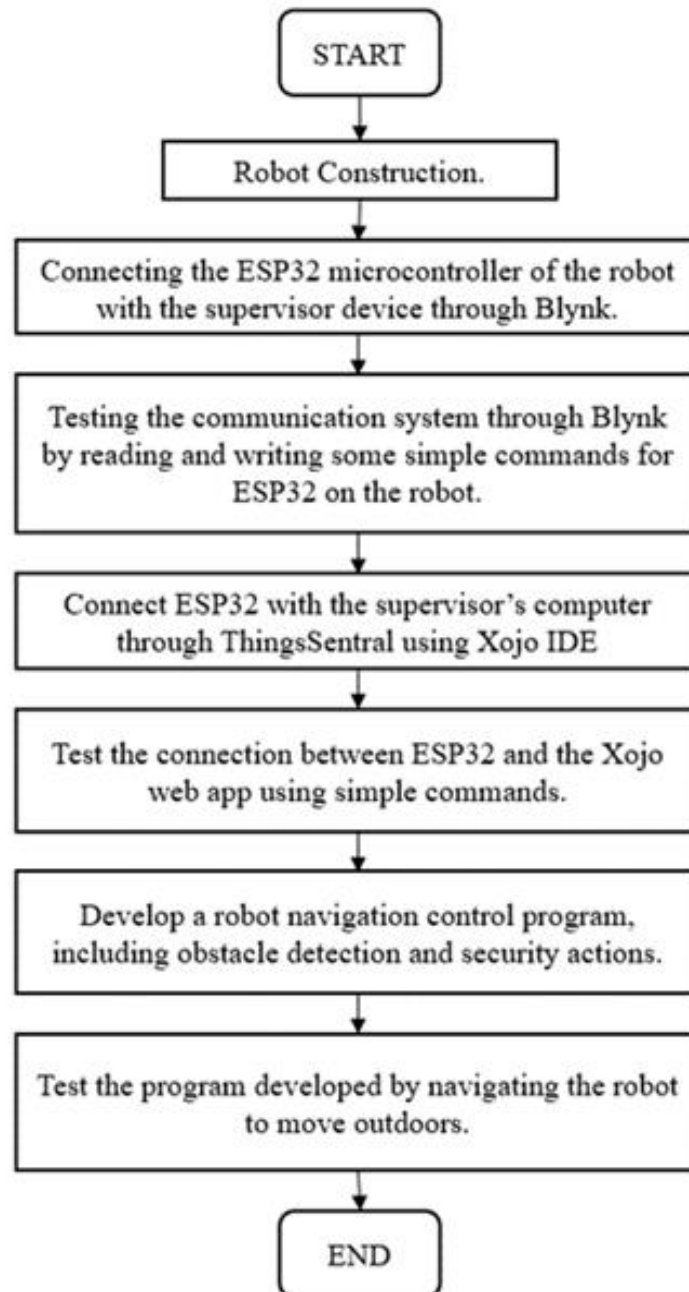 START
Robot Construction.
Connecting the ESP32 microcontroller of the robot
with the supervisor device through Blynk.
Testing the communication system through Blynk
by reading and writing some simple commands for
ESP32 on the robot.
Connect ESP32 with the supervisor’s computer
through ThingsSentral using Xojo IDE
Test the connection between ESP32 and the Xojo
web app using simple commands.
Develop a robot navigation control program,
including obstacle detection and security actions.
Test the program developed by navigating the robot
to move outdoors.
END